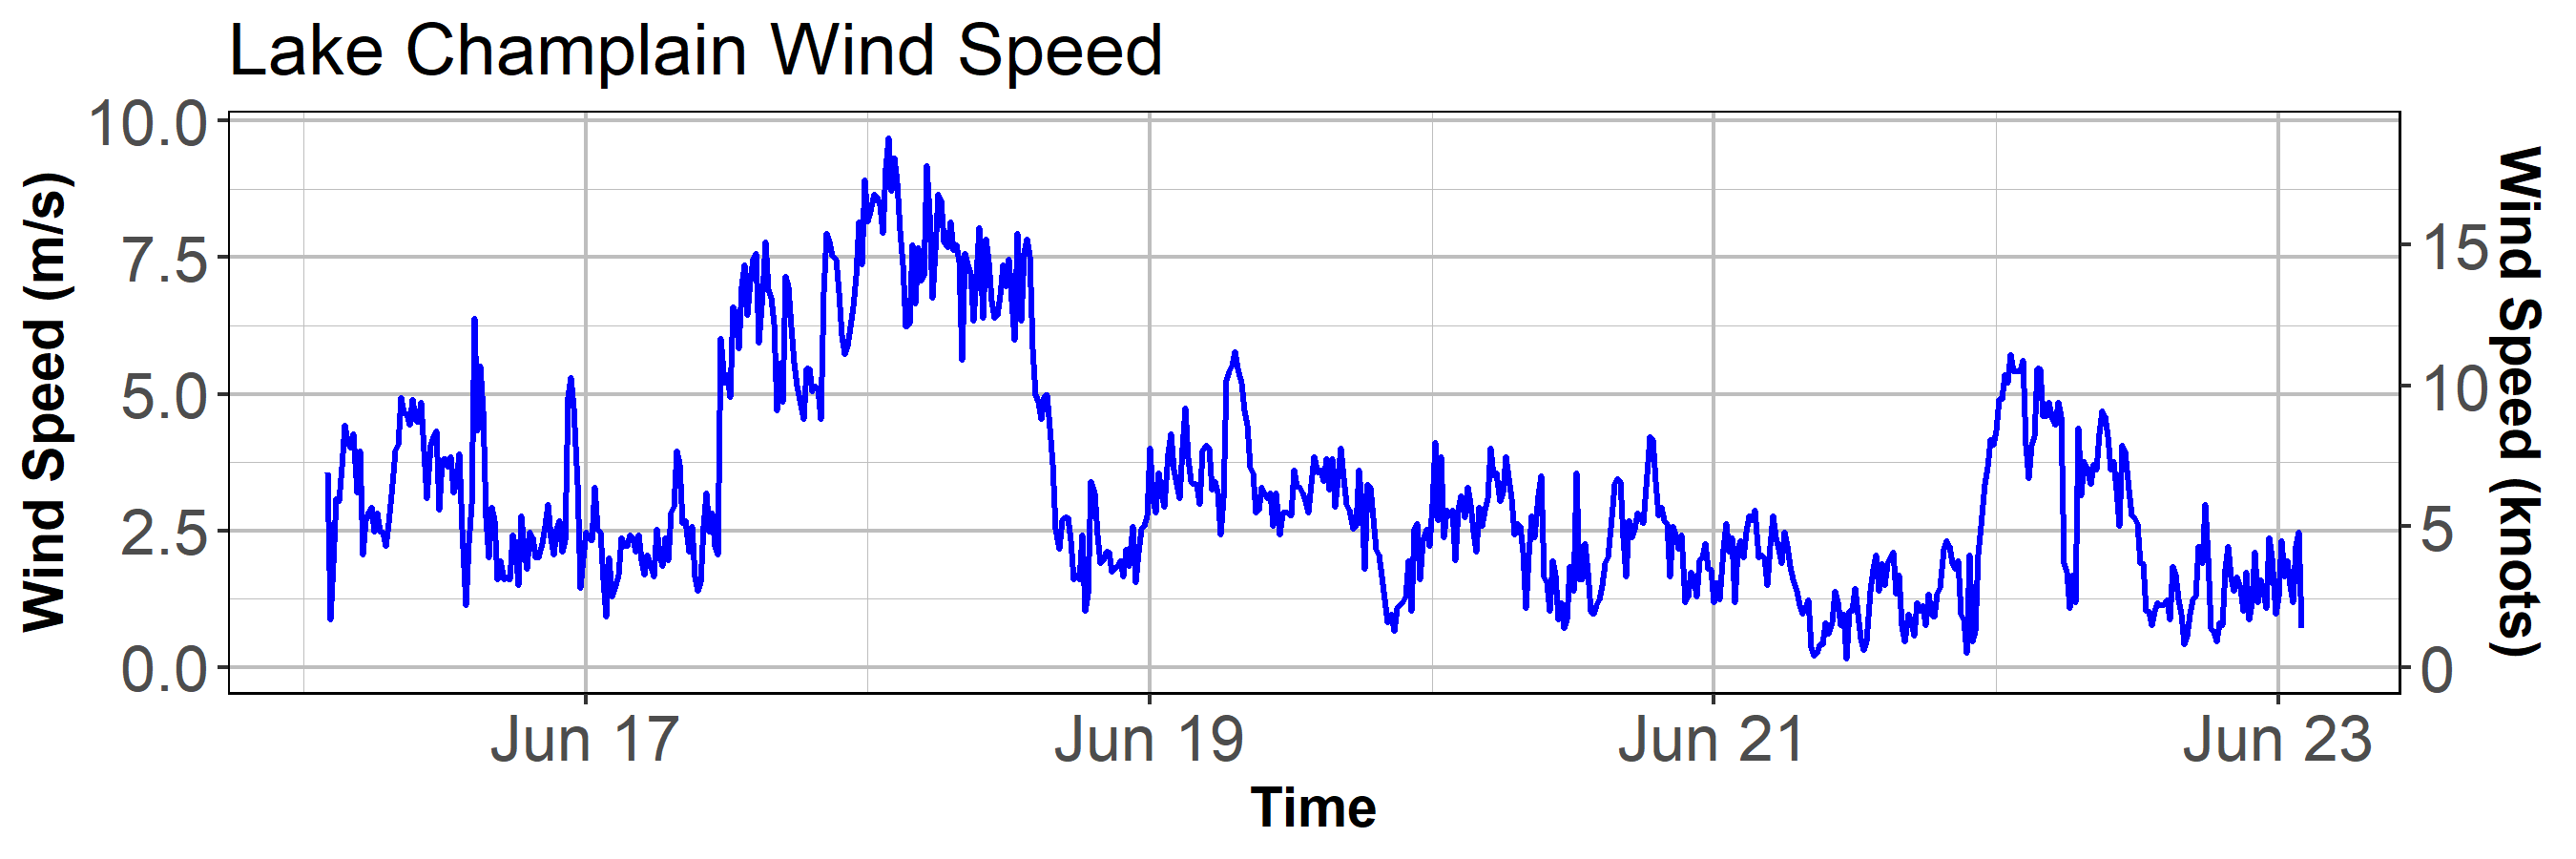 Lake Champlain Wind Speed
Wind Speed (m/s)
10.0
7.5
5.0
2.5
0.0
Wind Speed (knots)
15
10
5
0
Jun 17
Jun 19
Jun 21
Jun 23
Time